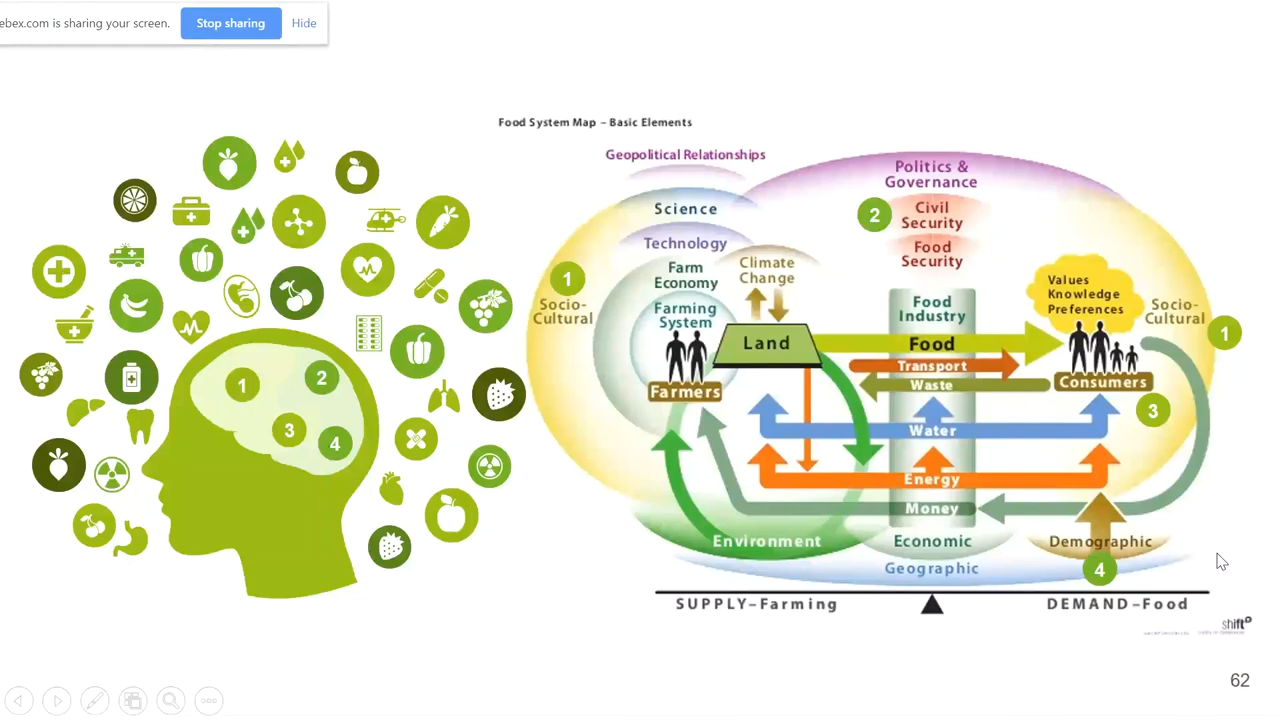 ebex.com is sharing your screen.
Stop sharing
Hide
Food System Map – Basic Elements
Geopolitical Relationships
Politics &
Governance
Science
2
Civil
Security
Technology
Food
Security
Climate
Change
Farm
Economy
1
Socio-
Cultural
Values
Knowledge
Preferences
Socio-
Cultural
1
Farming
System
Food
Industry
Land
Food
Transport
Waste
Farmers
Consumers
1
2
3
4
3
Water
Energy
Money
Environment
Economic
Demographic
Geographic
4
SUPPLY–Farming
DEMAND–Food
shift
62